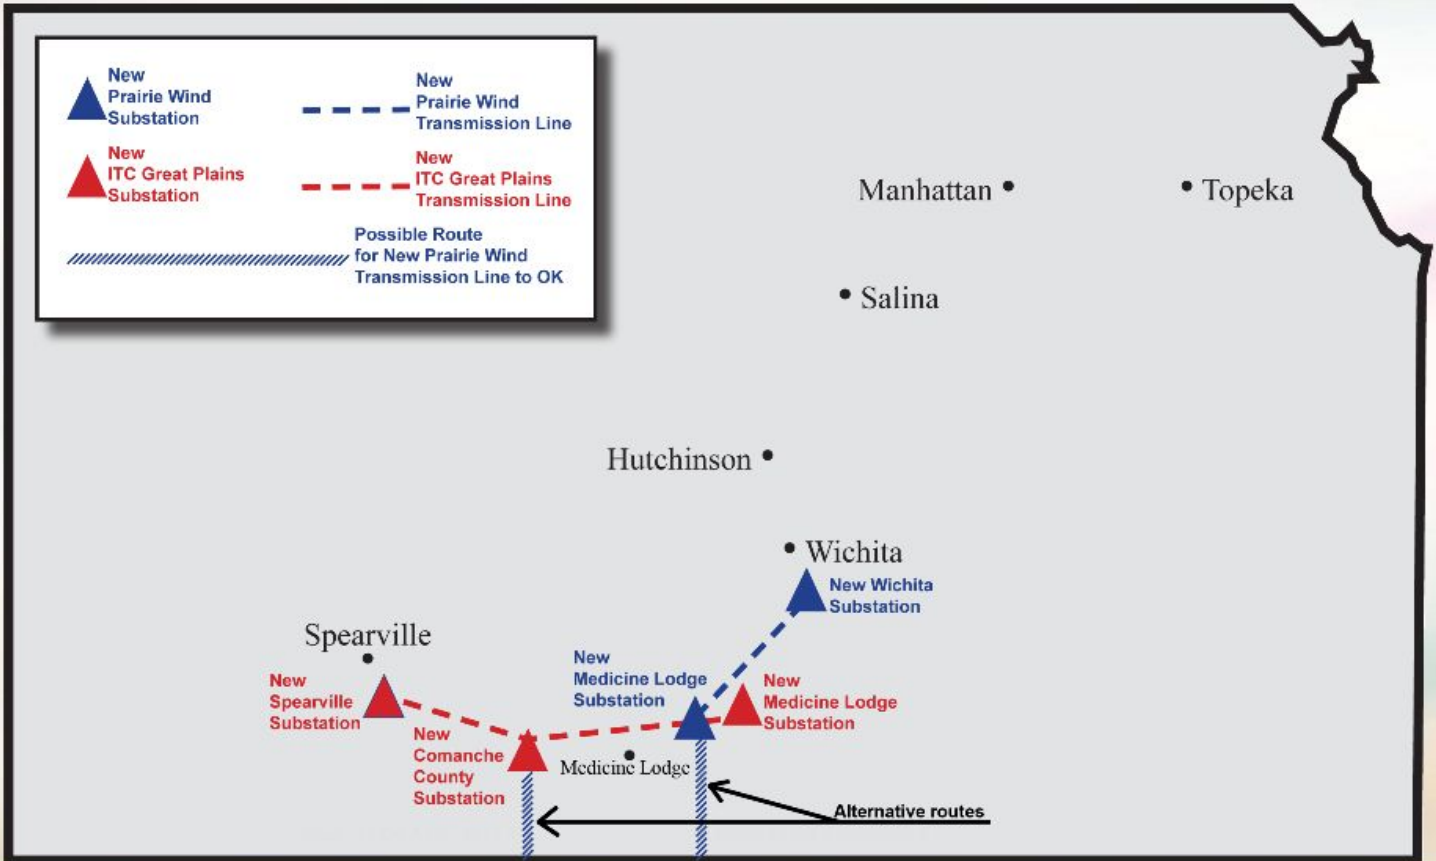 New
Prairie Wind
Substation
New
Prairie Wind
Transmission Line
New
ITC Great Plains
Substation
New
ITC Great Plains
Transmission Line
Possible Route
for New Prairie Wind
Transmission Line to OK
Manhattan
Topeka
Salina
Hutchinson
Wichita
New Wichita
Substation
Spearville
New
Spearville
Substation
New
Medicine Lodge
Substation
New
Medicine Lodge
Substation
New
Comanche
County
Substation
Medicine Lodge
Alternative routes